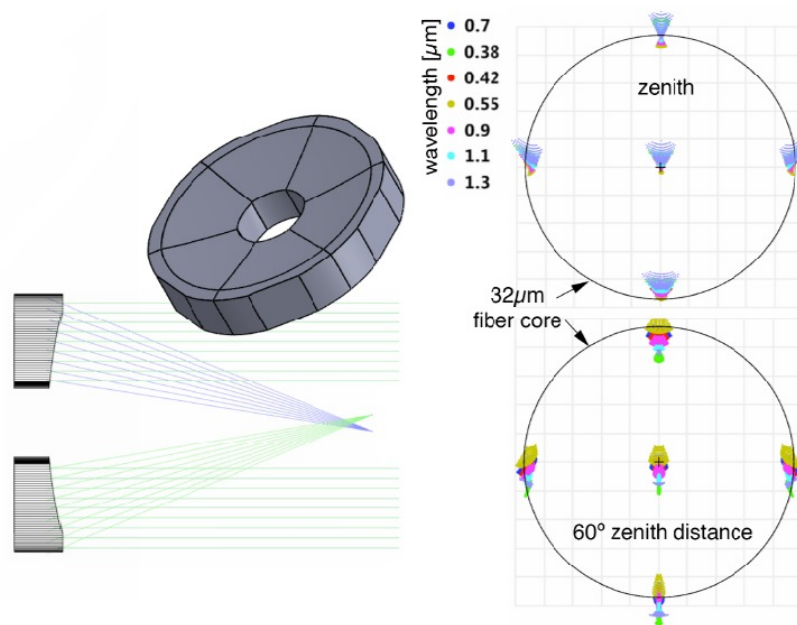 wavelength [µm]
0.7
0.38
0.42
0.55
0.9
1.1
1.3
zenith
32µm
fiber core
60º zenith distance